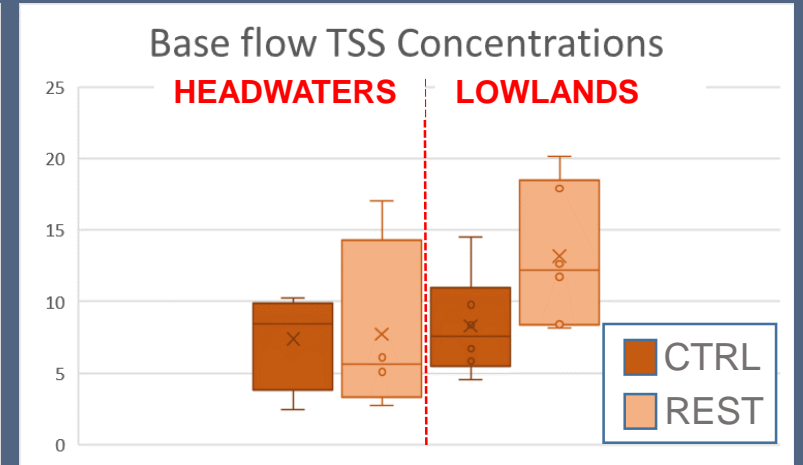 Base flow TSS Concentrations
25
HEADWATERS
LOWLANDS
20
15
10
5
0
CTRL
REST